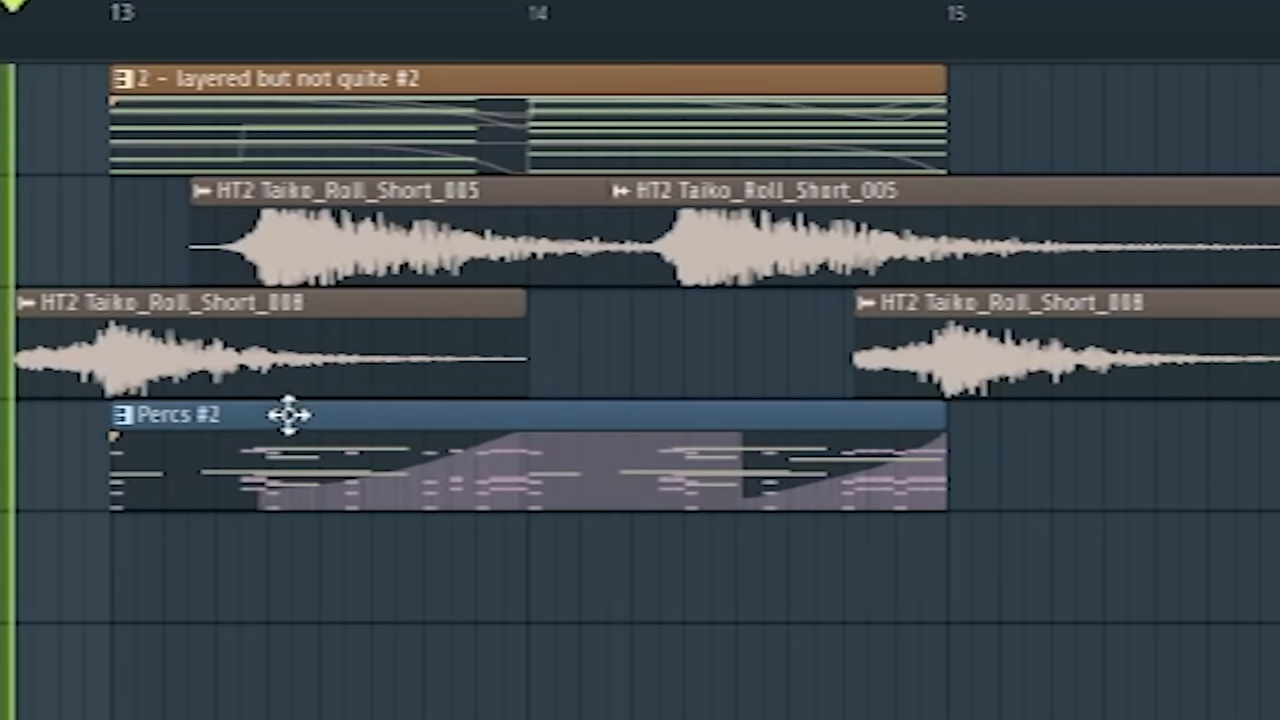 13 14 15
2 - layered but not quite #2
HT2 Taiko_Roll_Short_005 HT2 Taiko_Roll_Short_005
HT2 Taiko_Roll_Short_008 HT2 Taiko_Roll_Short_008
Percs #2